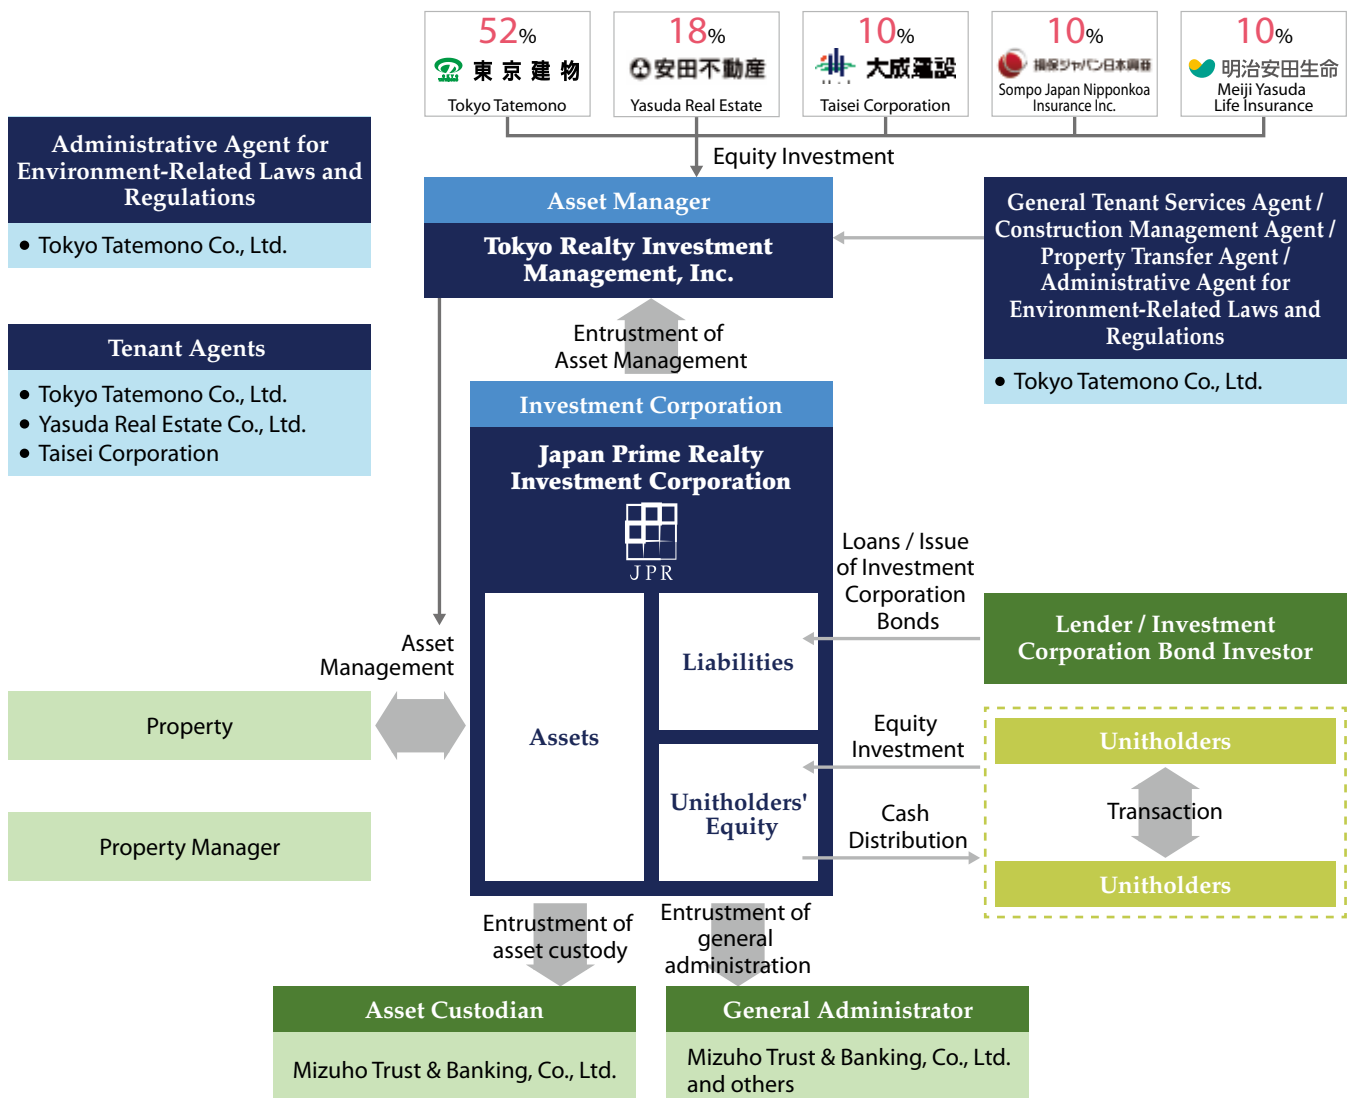 52%
東京建物
Tokyo Tatemono
18%
安田不動産
Yasuda Real Estate
10%
大成建設
Taisei Corporation
10%
損保ジャパン日本興亜
Sompo Japan Nipponkoa
Insurance Inc.
10%
明治安田生命
Meiji Yasuda
Life Insurance
Equity Investment
Administrative Agent for
Environment-Related Laws and
Regulations
• Tokyo Tatemono Co., Ltd.
Asset Manager
Tokyo Realty Investment
Management, Inc.
General Tenant Services Agent /
Construction Management Agent /
Property Transfer Agent /
Administrative Agent for
Environment-Related Laws and
Regulations
• Tokyo Tatemono Co., Ltd.
Tenant Agents
• Tokyo Tatemono Co., Ltd.
• Yasuda Real Estate Co., Ltd.
• Taisei Corporation
Entrustment of
Asset Management
Investment Corporation
Japan Prime Realty
Investment Corporation
JPR
Assets
Liabilities
Unitholders'
Equity
Loans / Issue
of Investment
Corporation
Bonds
Lender / Investment
Corporation Bond Investor
Asset
Management
Property
Property Manager
Equity
Investment
Cash
Distribution
Unitholders
Transaction
Unitholders
Entrustment of
asset custody
Entrustment of
general
administration
Asset Custodian
Mizuho Trust & Banking, Co., Ltd.
General Administrator
Mizuho Trust & Banking, Co., Ltd.
and others